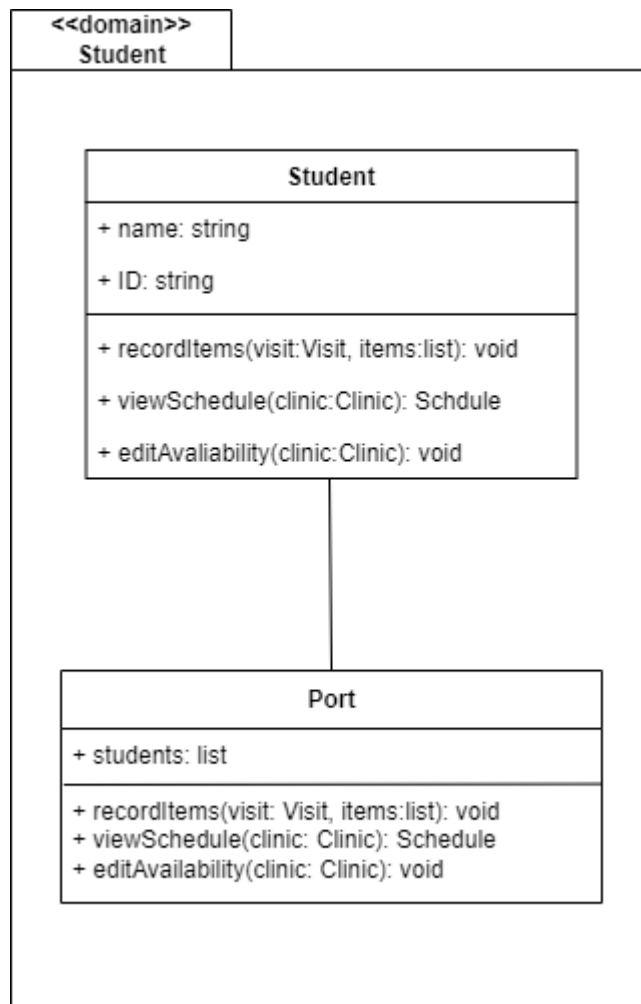 <<domain>>
Student
Student
+ name: string
+ ID: string
+ recordItems(visit:Visit, items:list): void
+ viewSchedule(clinic:Clinic): Schdule
+ editAvaliability(clinic:Clinic): void
Port
+ students: list
+ recordItems(visit: Visit, items:list): void
+ viewSchedule(clinic: Clinic): Schedule
+ editAvailability(clinic: Clinic): void